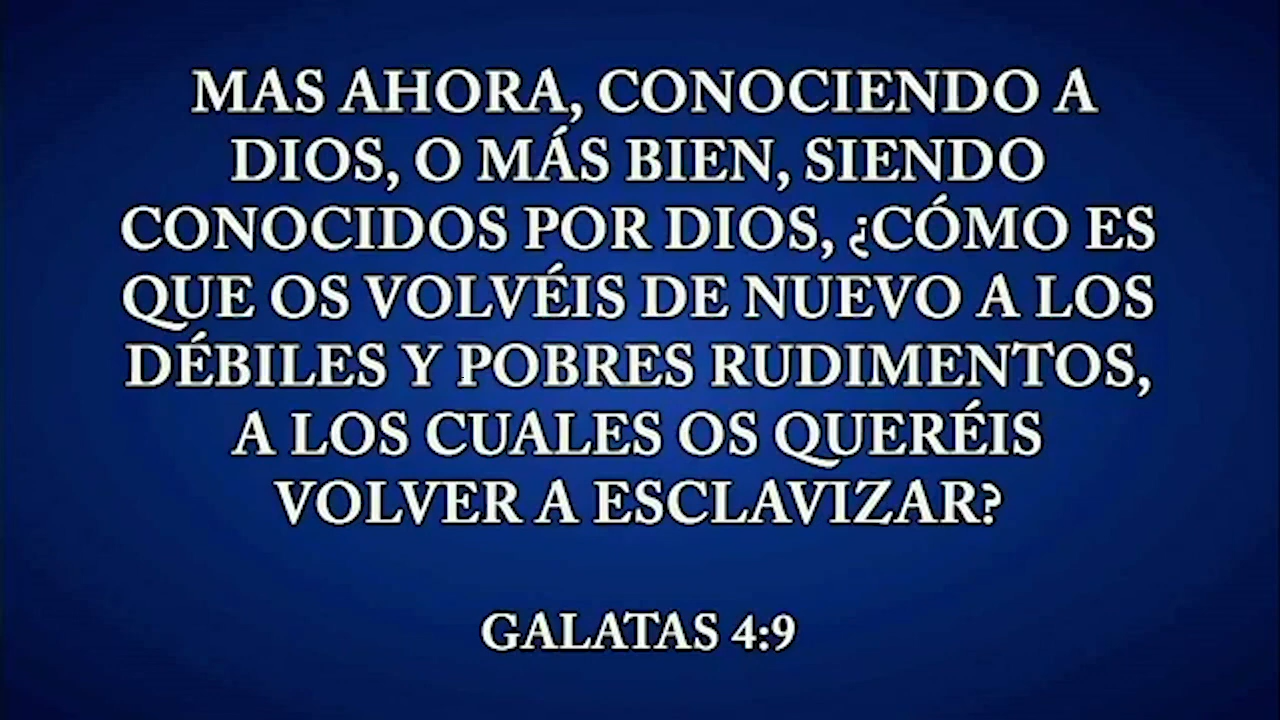 MAS AHORA, CONOCIENDO A
DIOS, O MÁS BIEN, SIENDO
CONOCIDOS POR DIOS, ¿CÓMO ES
QUE OS VOLVÉIS DE NUEVO A LOS
DÉBILES Y POBRES RUDIMENTOS,
A LOS CUALES OS QUERÉIS
VOLVER A ESCLAVIZAR?
GALATAS 4:9